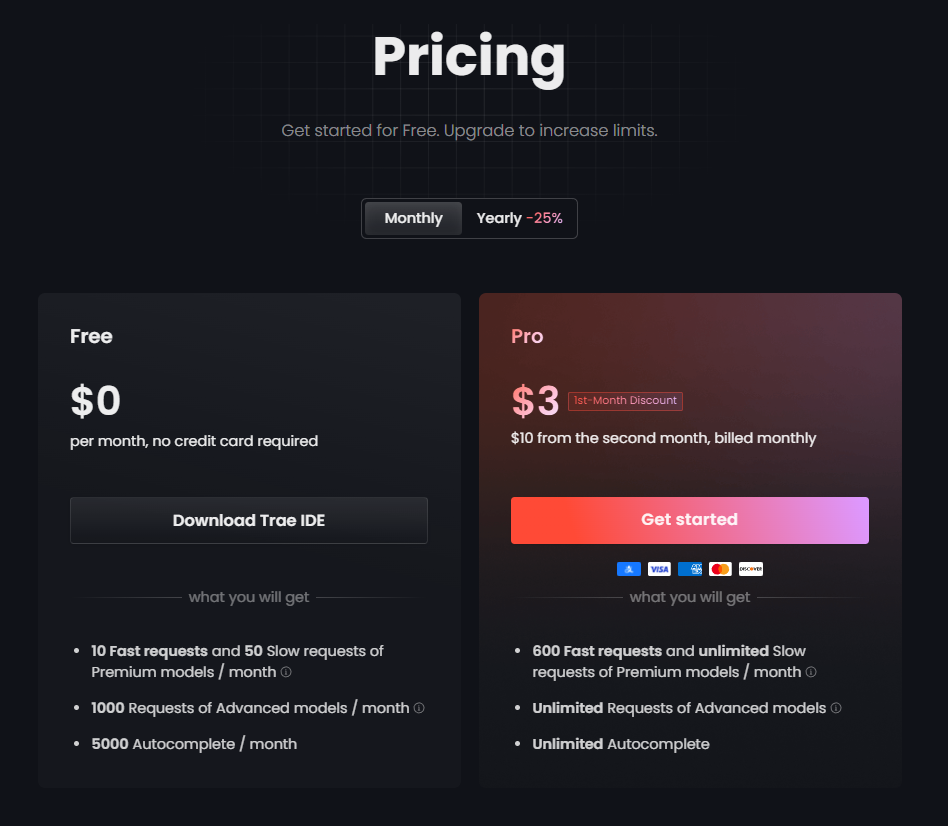 Pricing
Get started for Free. Upgrade to increase limits.
Monthly
Yearly -25%
Free
$0
per month, no credit card required
Download Trae IDE
what you will get
• 10 Fast requests and 50 Slow requests of
Premium models / month ⓘ
• 1000 Requests of Advanced models / month ⓘ
• 5000 Autocomplete / month
Pro
$3 1st-Month Discount
$10 from the second month, billed monthly
Get started
VISA
DISCOVER
what you will get
• 600 Fast requests and unlimited Slow
requests of Premium models / month ⓘ
• Unlimited Requests of Advanced models ⓘ
• Unlimited Autocomplete